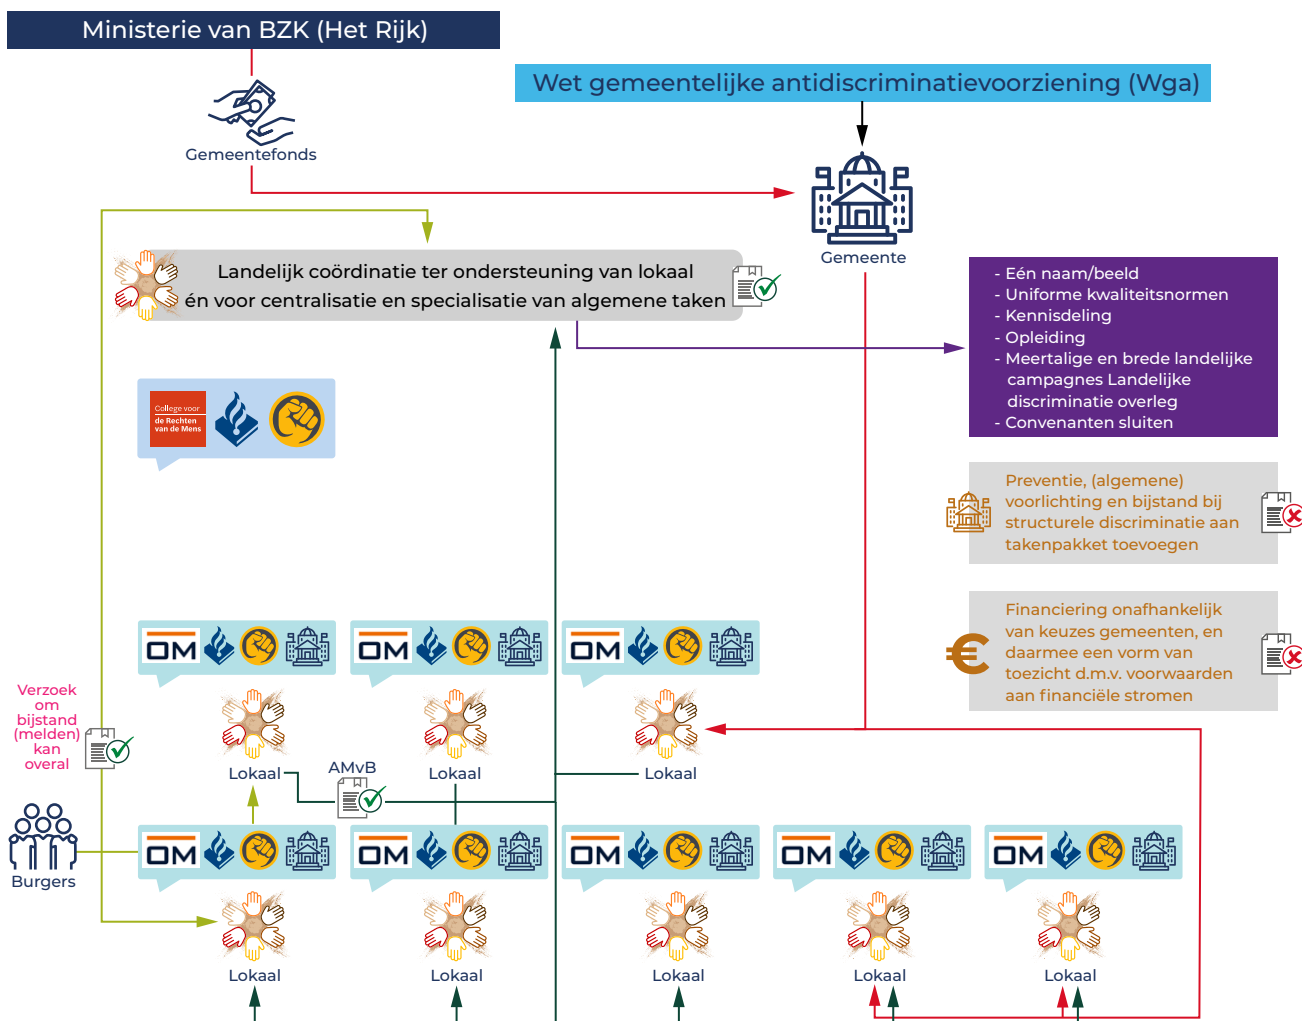 Ministerie van BZK (Het Rijk)
Wet gemeentelijke antidiscriminatievoorziening (Wga)
Gemeentefonds
Gemeente
Landelijk coördinatie ter ondersteuning van lokaal
én voor centralisatie en specialisatie van algemene taken
- Eén naam/beeld
- Uniforme kwaliteitsnormen
- Kennisdeling
- Opleiding
- Meertalige en brede landelijke
campagnes Landelijke
discriminatie overleg
- Convenanten sluiten
College voor
de Rechten
van de Mens
Preventie, (algemene)
voorlichting en bijstand bij
structurele discriminatie aan
takenpakket toevoegen
Financiering onafhankelijk
van keuzes gemeenten, en
daarmee een vorm van
toezicht d.m.v. voorwaarden
aan financiële stromen
€
OM
OM
OM
Verzoek
om
bijstand
(melden)
kan
overal
Lokaal
AMvB
Lokaal
Lokaal
Burgers
OM
OM
OM
OM
OM
Lokaal
Lokaal
Lokaal
Lokaal
Lokaal